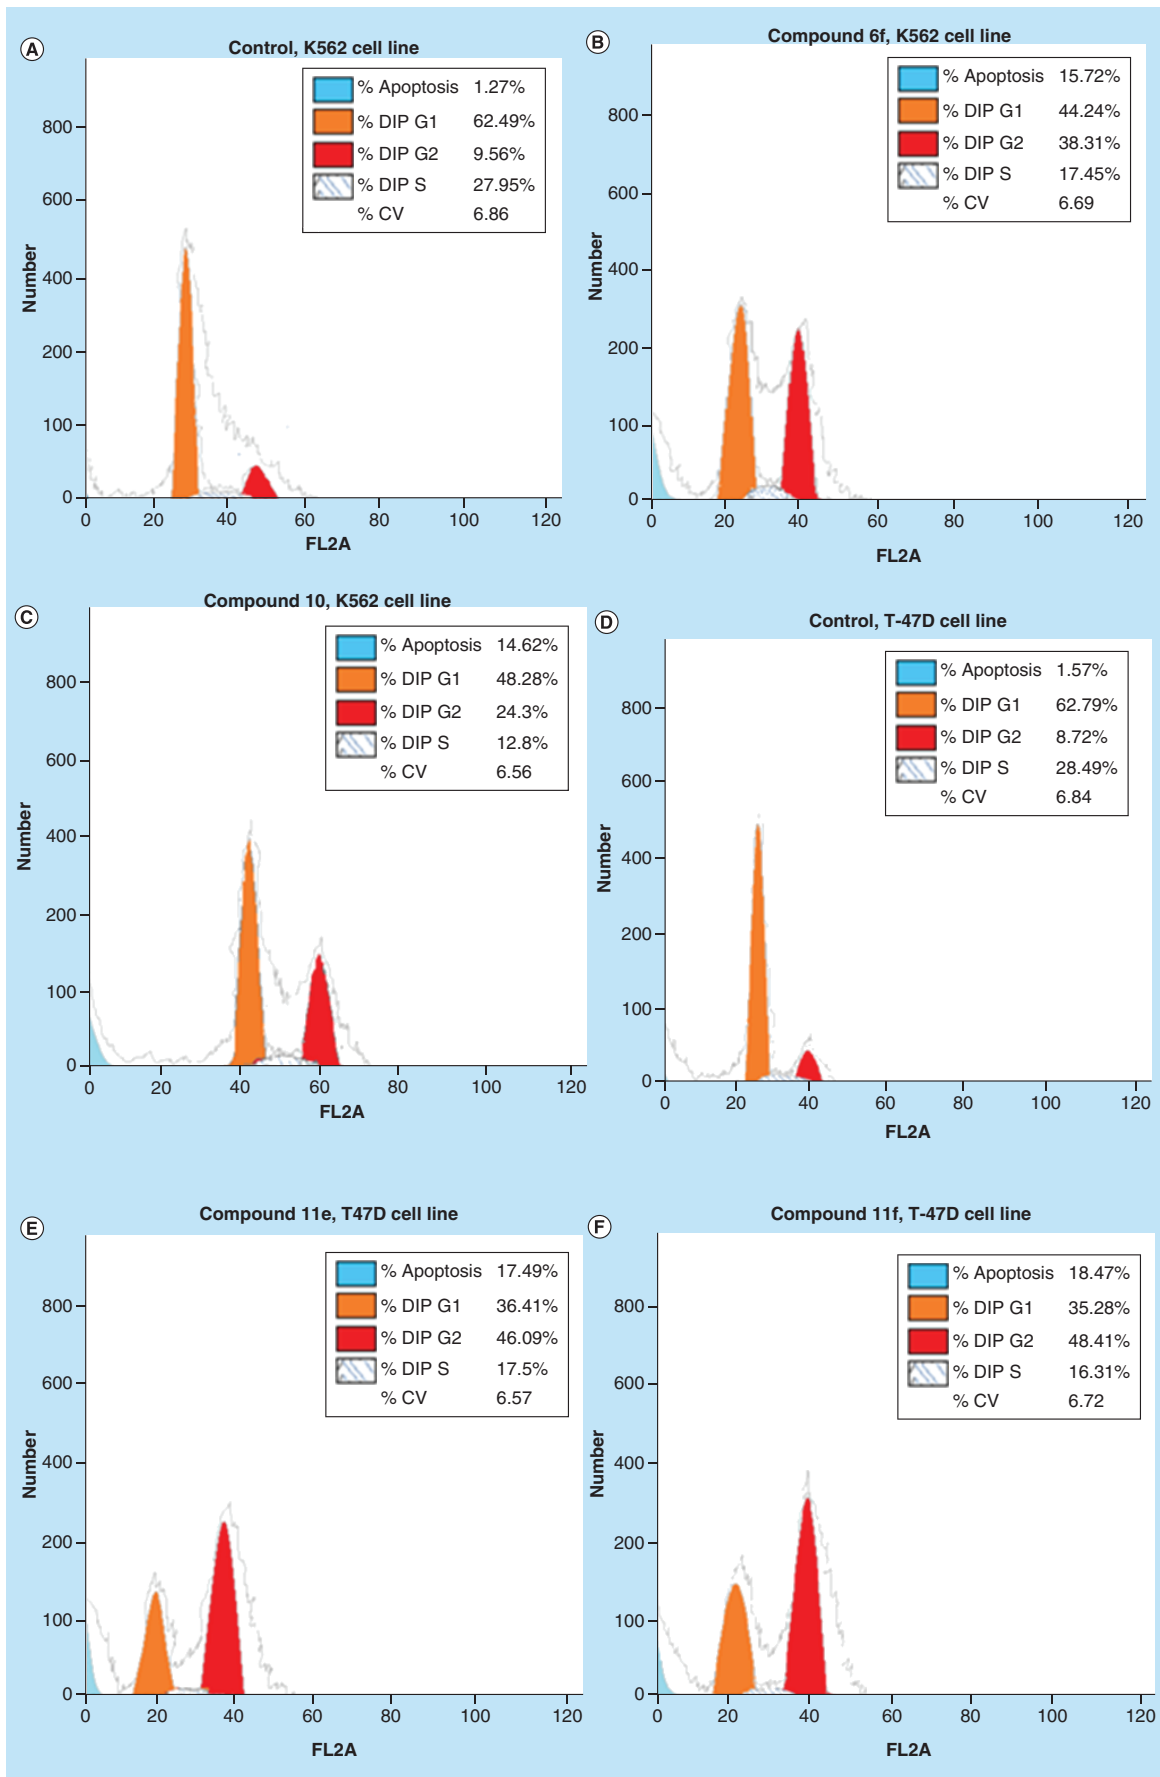 A
Control, K562 cell line
% Apoptosis 1.27%
% DIP G1 62.49%
% DIP G2 9.56%
% DIP S 27.95%
% CV 6.86
Number
800
600
400
200
100
0
0 20 40 60 80 100 120
FL2A
B
Compound 6f, K562 cell line
% Apoptosis 15.72%
% DIP G1 44.24%
% DIP G2 38.31%
% DIP S 17.45%
% CV 6.69
Number
800
600
400
200
100
0
0 20 40 60 80 100 120
FL2A
C
Compound 10, K562 cell line
% Apoptosis 14.62%
% DIP G1 48.28%
% DIP G2 24.3%
% DIP S 12.8%
% CV 6.56
Number
800
600
400
200
100
0
0 20 40 60 80 100 120
FL2A
D
Control, T-47D cell line
% Apoptosis 1.57%
% DIP G1 62.79%
% DIP G2 8.72%
% DIP S 28.49%
% CV 6.84
Number
800
600
400
200
100
0
0 20 40 60 80 100 120
FL2A
E
Compound 11e, T47D cell line
% Apoptosis 17.49%
% DIP G1 36.41%
% DIP G2 46.09%
% DIP S 17.5%
% CV 6.57
Number
800
600
400
200
100
0
0 20 40 60 80 100 120
FL2A
F
Compound 11f, T-47D cell line
% Apoptosis 18.47%
% DIP G1 35.28%
% DIP G2 48.41%
% DIP S 16.31%
% CV 6.72
Number
800
600
400
200
100
0
0 20 40 60 80 100 120
FL2A